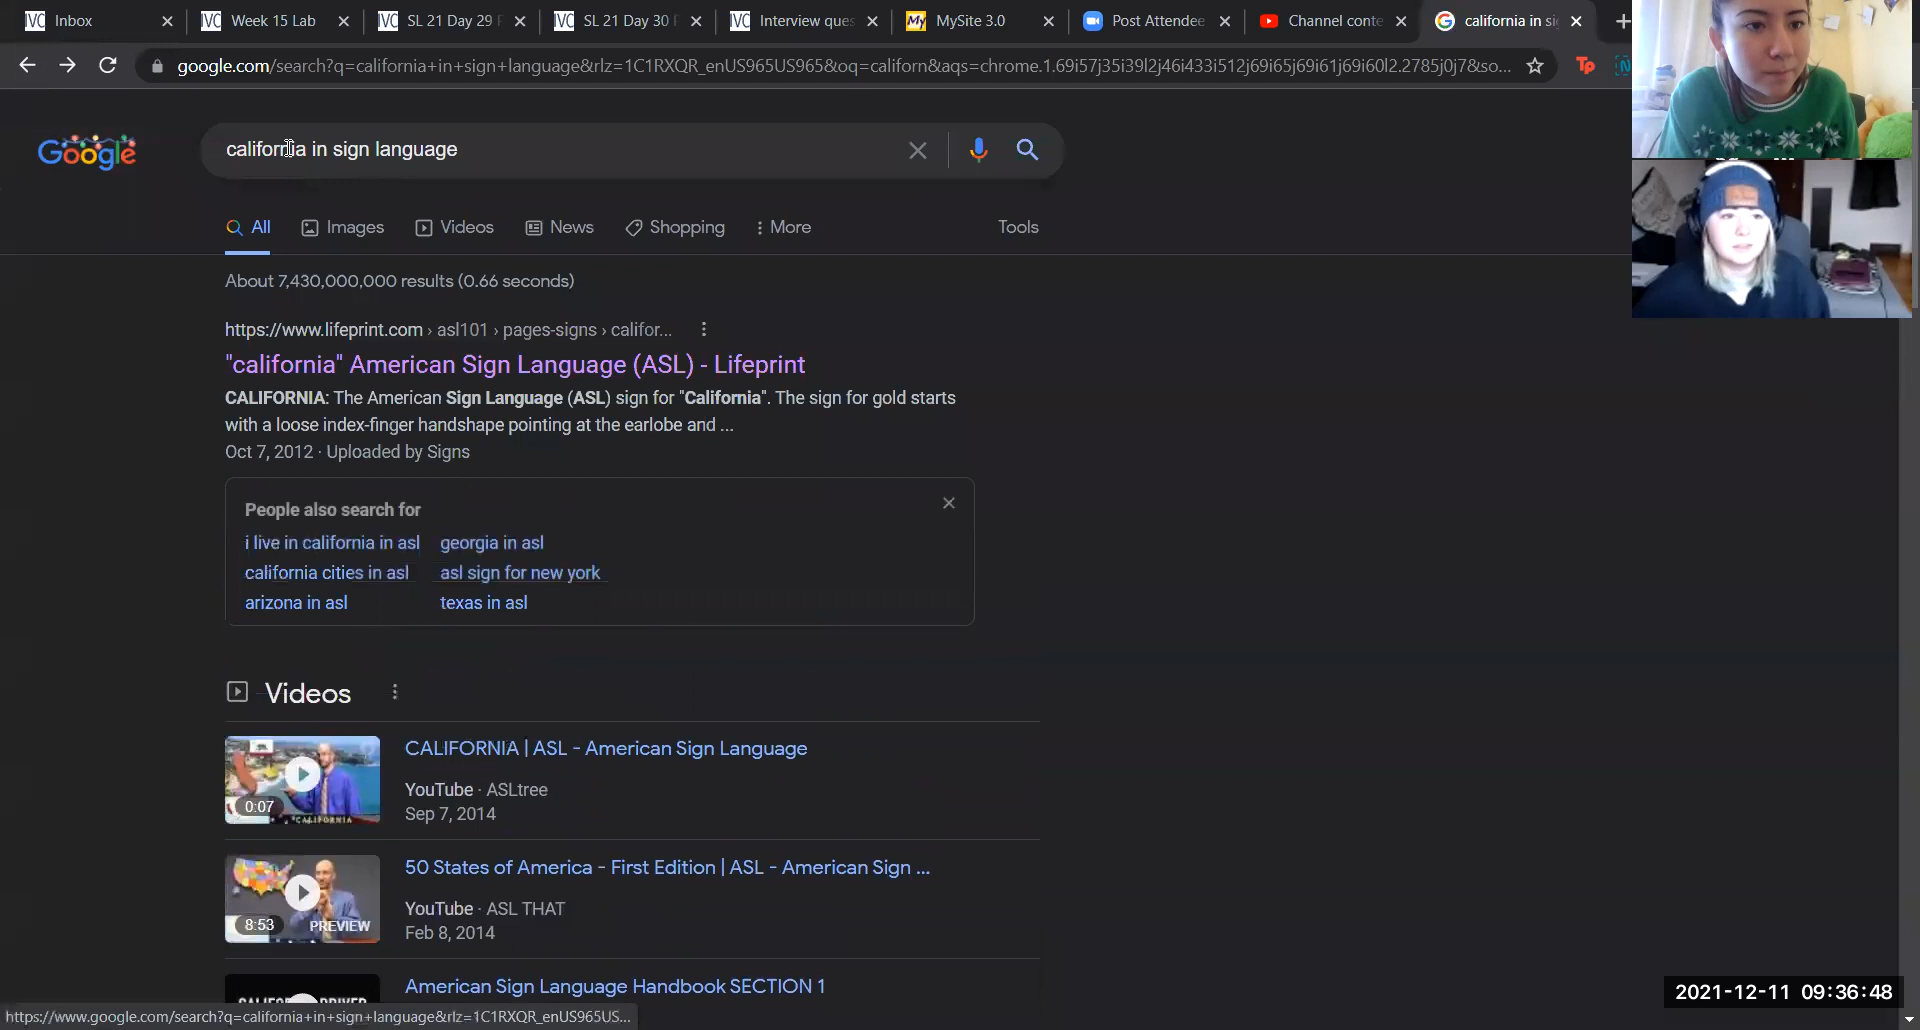 Inbox
Week 15 Lab
SL 21 Day 29
SL 21 Day 30
Interview ques
MySite 3.0
Post Attendee
Channel conte
california in si
google.com/search?q=california+in+sign+language&rlz=1C1RXQR_enUS965US965&oq=californ&aqs=chrome.1.69i57j35i39l2j46i433i512j69i65j69i61j69i60l2.2785j0j7&so...
Google
california in sign language
All
Images
Videos
News
Shopping
More
Tools
About 7,430,000,000 results (0.66 seconds)
https://www.lifeprint.com › asl101 › pages-signs › califor...
"california" American Sign Language (ASL) - Lifeprint
CALIFORNIA: The American Sign Language (ASL) sign for "California". The sign for gold starts
with a loose index-finger handshape pointing at the earlobe and ...
Oct 7, 2012 · Uploaded by Signs
People also search for
i live in california in asl
georgia in asl
california cities in asl
asl sign for new york
arizona in asl
texas in asl
Videos
CALIFORNIA | ASL - American Sign Language
0:07
"CALIFORNIA
YouTube · ASLtree
Sep 7, 2014
50 States of America - First Edition | ASL - American Sign ...
8:53
PREVIEW
YouTube · ASL THAT
Feb 8, 2014
American Sign Language Handbook SECTION 1
2021-12-11 09:36:48
https://www.google.com/search?q=california+in+sign+language&rlz=1C1RXQR_enUS965US...